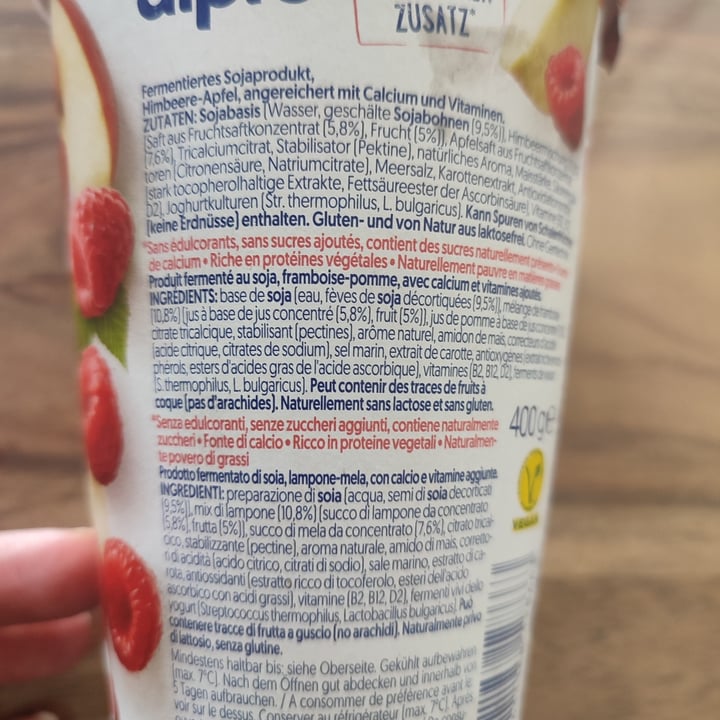 alpro
ZUSATZ*
Fermentiertes Sojaprodukt,
Himbeere-Apfel, angereichert mit Calcium und Vitaminen.
ZUTATEN: Sojabasis (Wasser, geschälte Sojabohnen (9,5%)),
(Saft aus Fruchtsaftkonzentrat (5,8%), Frucht (5%)), Apfelsaft aus
(7,6%), Tricalciumcitrat, Stabilisator (Pektine), natürliches Aroma,
toren (Citronensäure, Natriumcitrate), Meersalz, Karottenextrakt,
(stark tocopherolhaltige Extrakte, Fettsäureester der Ascorbinsäure),
D2), Joghurtkulturen (Str. thermophilus, L. bulgaricus). Kann Spuren von
(keine Erdnüsse) enthalten. Gluten- und von Natur aus laktosefrei.
*Sans édulcorants, sans sucres ajoutés, contient des sucres naturellement
de calcium • Riche en protéines végétales • Naturellement pauvre en
Produit fermenté au soja, framboise-pomme, avec calcium et vitamines ajoutés.
INGRÉDIENTS: base de soja (eau, fèves de soja décortiquées (9,5%)), mélange de
(10,8%) (jus à base de jus concentré (5,8%), fruit (5%)), jus de pomme à base de jus
citrate tricalcique, stabilisant (pectines), arôme naturel, amidon de maïs,
(acide citrique, citrates de sodium), sel marin, extrait de carotte, antioxygènes
phérols, esters d'acides gras de l'acide ascorbique), vitamines (B2, B12, D2),
(S. thermophilus, L. bulgaricus). Peut contenir des traces de fruits à
coque (pas d'arachides). Naturellement sans lactose et sans gluten.
*Senza edulcoranti, senza zuccheri aggiunti, contiene naturalmente
zuccheri • Fonte di calcio • Ricco in proteine vegetali • Naturalmen-
te povero di grassi
400 g e
Prodotto fermentato di soia, lampone-mela, con calcio e vitamine aggiunte.
INGREDIENTI: preparazione di soia (acqua, semi di soia decorticati
(9,5%)), mix di lampone (10,8%) (succo di lampone da concentrato
(5,8%), frutta (5%)), succo di mela da concentrato (7,6%), citrato trical-
cico, stabilizzante (pectine), aroma naturale, amido di mais, corretto-
ri di acidità (acido citrico, citrati di sodio), sale marino, estratto di ca-
rota, antiossidanti (estratto ricco di tocoferolo, esteri dell'acido
ascorbico con acidi grassi), vitamine (B2, B12, D2), fermenti vivi dello
yogurt (Streptococcus thermophilus, Lactobacillus bulgaricus). Può
contenere tracce di frutta a guscio (no arachidi). Naturalmente privo
di lattosio, senza glutine.
V
VEGAN
Mindestens haltbar bis: siehe Oberseite. Gekühlt aufbewahren
(max. 7°C). Nach dem Öffnen gut abdecken und innerhalb von
5 Tagen aufbrauchen. / A consommer de préférence avant le:
voir sur le dessus. Conserver au réfrigérateur (max. 7°C). Après